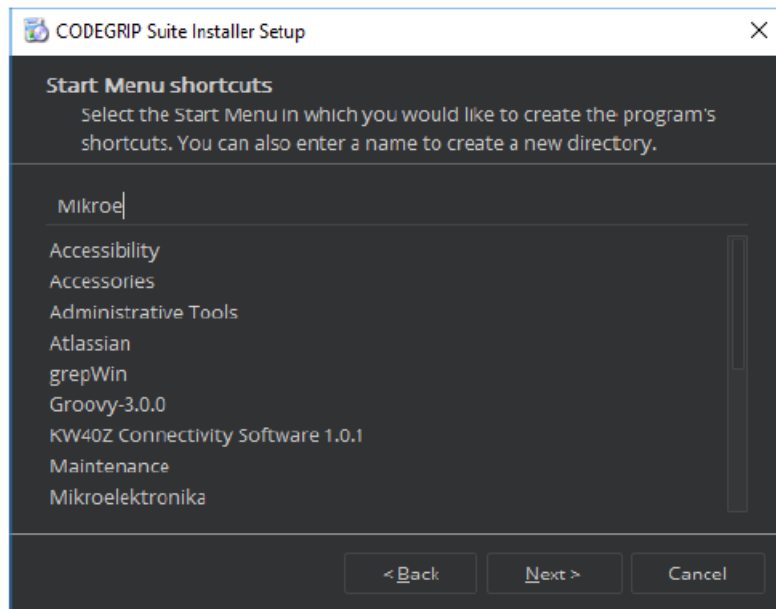 CODEGRIP Suite Installer Setup
Start Menu shortcuts
Select the Start Menu in which you would like to create the program's
shortcuts. You can also enter a name to create a new directory.
Mikroe
Accessibility
Accessories
Administrative Tools
Atlassian
grepWin
Groovy-3.0.0
KW40Z Connectivity Software 1.0.1
Maintenance
Mikroelektronika
< Back Next > Cancel